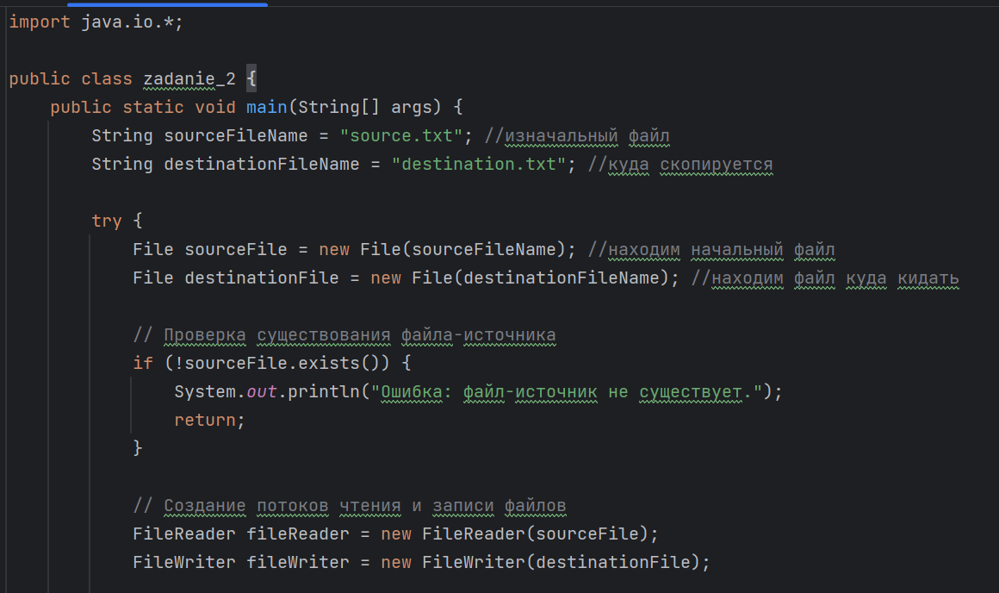 import java.io.*;
public class zadanie_2 {
public static void main(String[] args) {
String sourceFileName = "source.txt"; //изначальный файл
String destinationFileName = "destination.txt"; //куда скопируется
try {
File sourceFile = new File(sourceFileName); //находим начальный файл
File destinationFile = new File(destinationFileName); //находим файл куда кидать
// Проверка существования файла-источника
if (!sourceFile.exists()) {
System.out.println("Ошибка: файл-источник не существует.");
return;
}
// Создание потоков чтения и записи файлов
FileReader fileReader = new FileReader(sourceFile);
FileWriter fileWriter = new FileWriter(destinationFile);